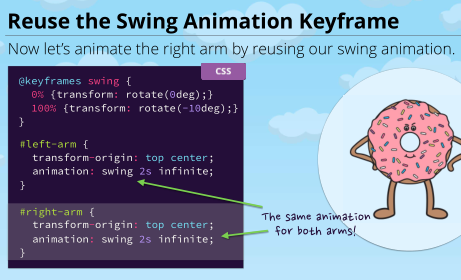 Reuse the Swing Animation Keyframe
Now let's animate the right arm by reusing our swing animation.
CSS
@keyframes swing {
0% {transform: rotate(0deg);}
100% {transform: rotate(-10deg);}
}
#left-arm {
transform-origin: top center;
animation: swing 2s infinite;
}
#right-arm {
transform-origin: top center;
animation: swing 2s infinite;
}
The same animation
for both arms!